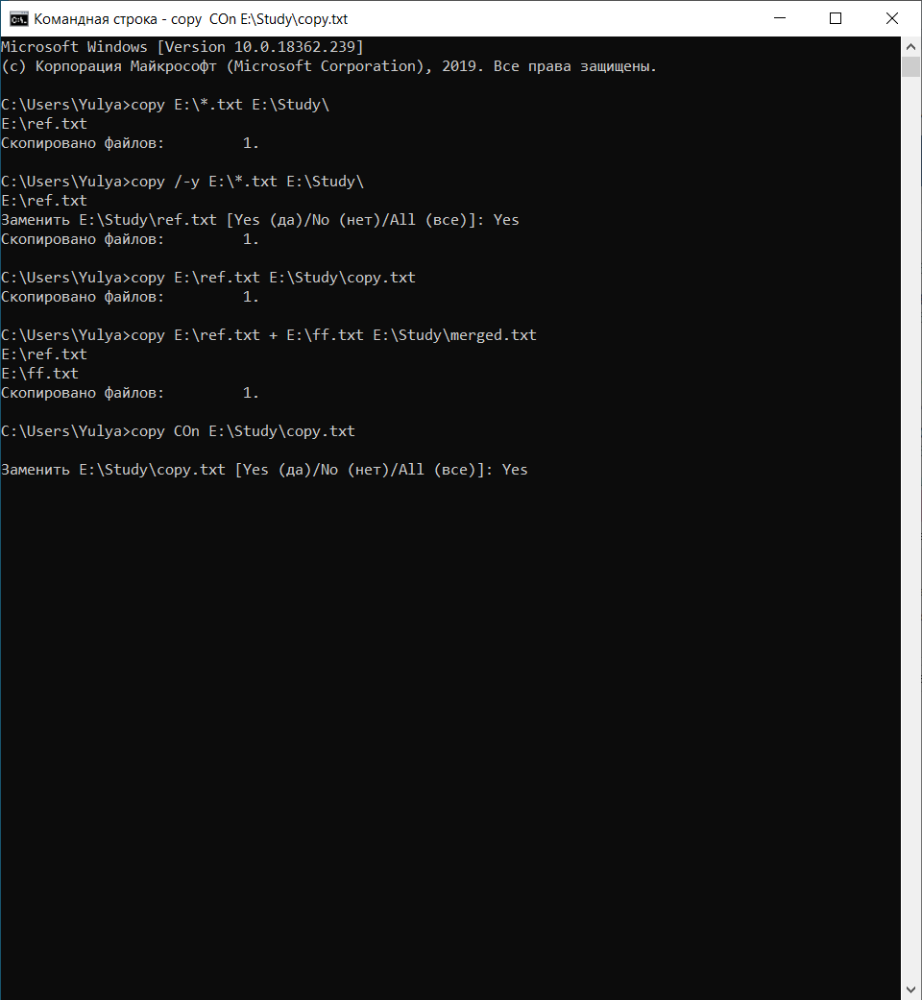 Командная строка - copy  COn E:\Study\copy.txt
Microsoft Windows [Version 10.0.18362.239]
(c) Корпорация Майкрософт (Microsoft Corporation), 2019. Все права защищены.
C:\Users\Yulya>copy E:\*.txt E:\Study\
E:\ref.txt
Скопировано файлов:         1.
C:\Users\Yulya>copy /-y E:\*.txt E:\Study\
E:\ref.txt
Заменить E:\Study\ref.txt [Yes (да)/No (нет)/All (все)]: Yes
Скопировано файлов:         1.
C:\Users\Yulya>copy E:\ref.txt E:\Study\copy.txt
Скопировано файлов:         1.
C:\Users\Yulya>copy E:\ref.txt + E:\ff.txt E:\Study\merged.txt
E:\ref.txt
E:\ff.txt
Скопировано файлов:         1.
C:\Users\Yulya>copy COn E:\Study\copy.txt
Заменить E:\Study\copy.txt [Yes (да)/No (нет)/All (все)]: Yes